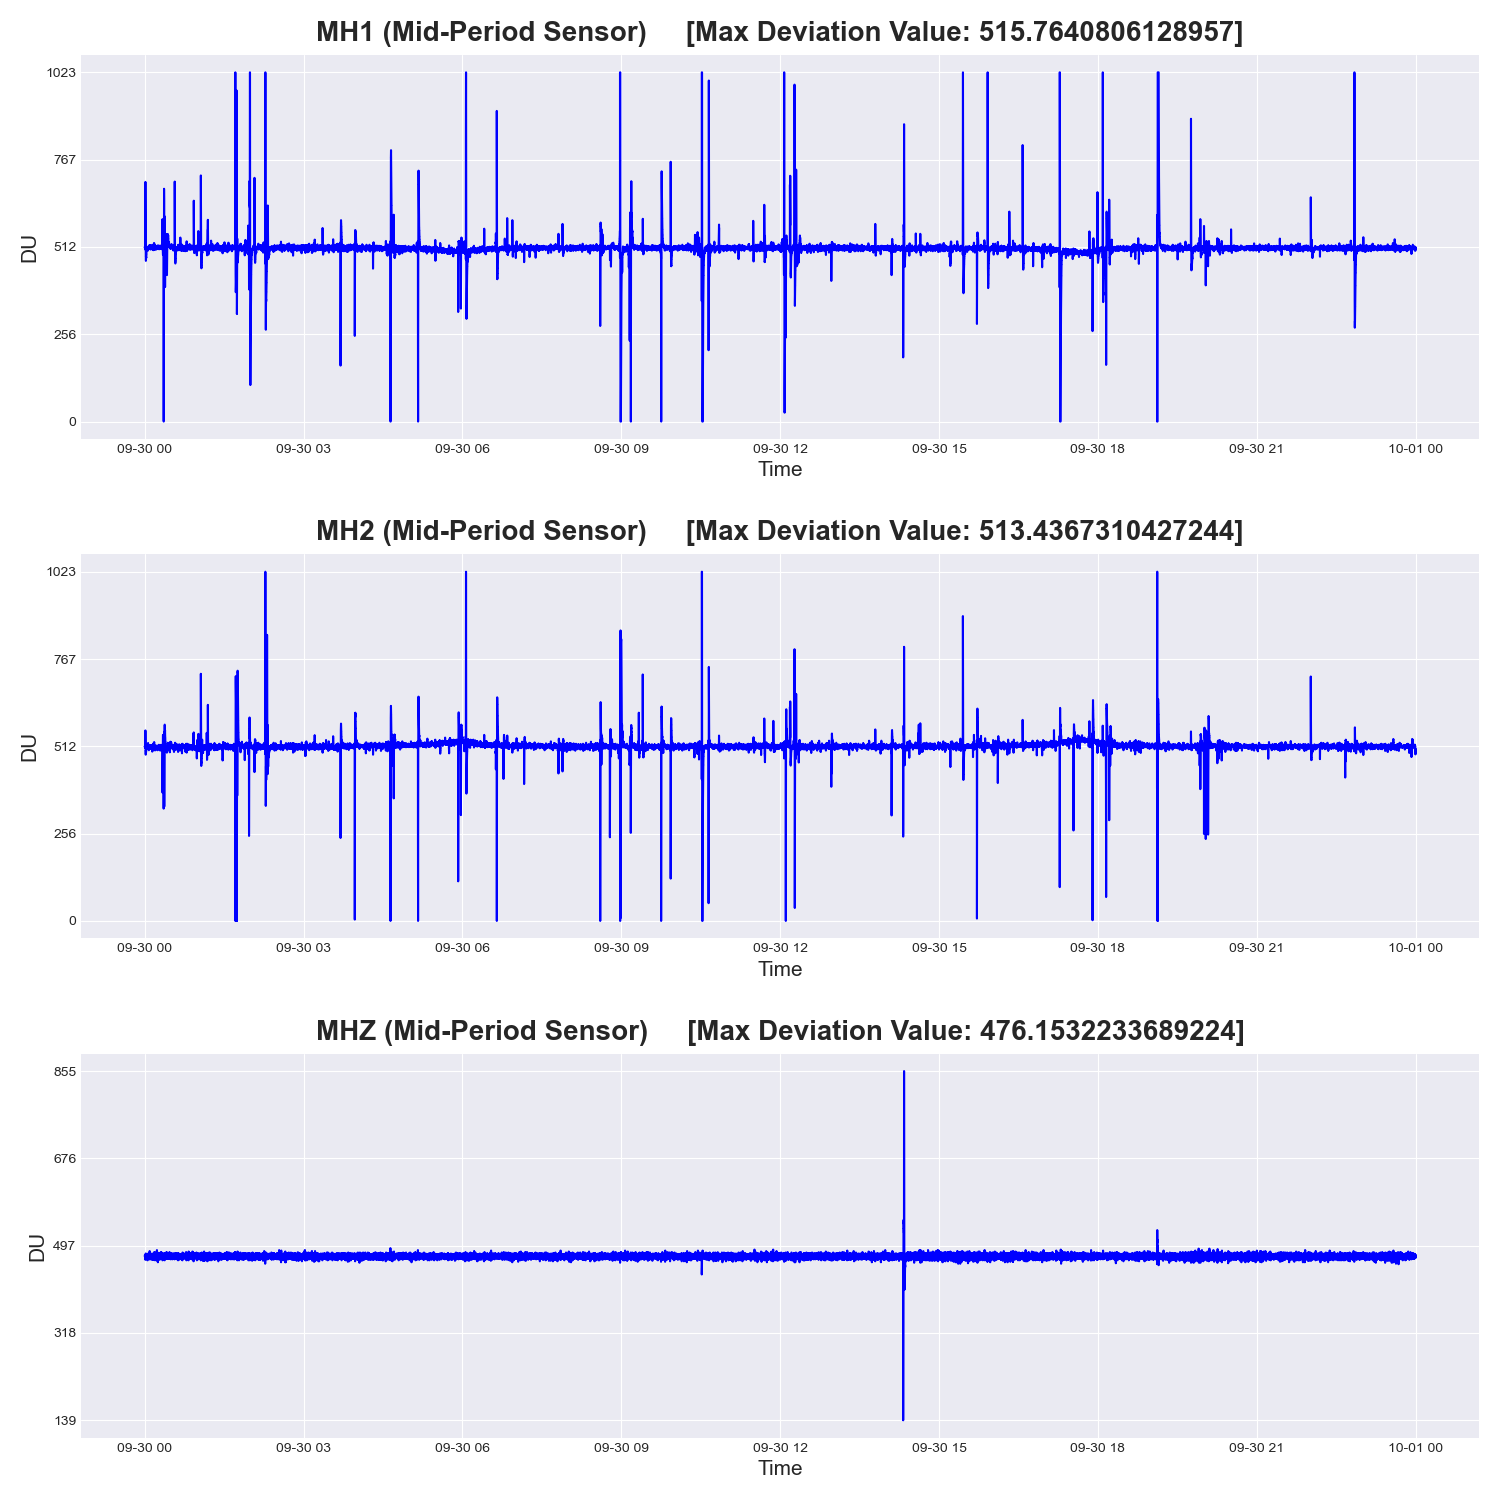 MH1 (Mid-Period Sensor) [Max Deviation Value: 515.7640806128957]
1023
767
512
256
0
DU
09-30 00 09-30 03 09-30 06 09-30 09 09-30 12 09-30 15 09-30 18 09-30 21 10-01 00
Time
MH2 (Mid-Period Sensor) [Max Deviation Value: 513.4367310427244]
1023
767
512
256
0
DU
09-30 00 09-30 03 09-30 06 09-30 09 09-30 12 09-30 15 09-30 18 09-30 21 10-01 00
Time
MHZ (Mid-Period Sensor) [Max Deviation Value: 476.1532233689224]
855
676
497
318
139
DU
09-30 00 09-30 03 09-30 06 09-30 09 09-30 12 09-30 15 09-30 18 09-30 21 10-01 00
Time